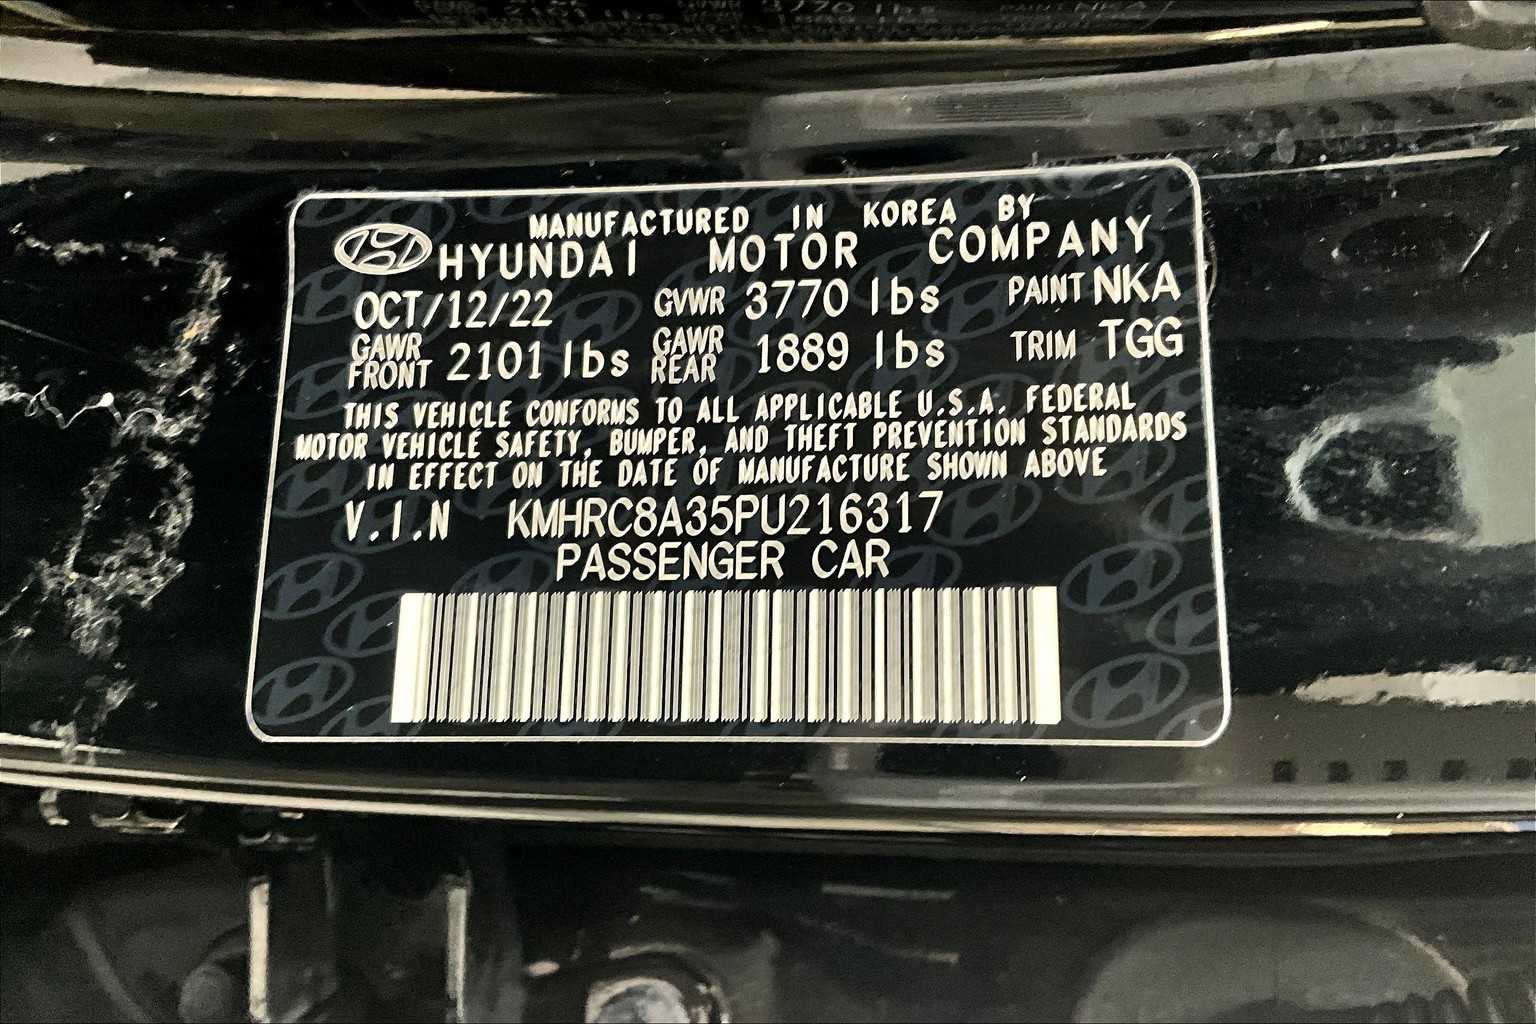 MANUFACTURED IN KOREA BY
HYUNDAI MOTOR COMPANY
OCT/12/22 GVWR 3770 lbs PAINT NKA
GAWR FRONT 2101 lbs GAWR REAR 1889 lbs TRIM TGG
THIS VEHICLE CONFORMS TO ALL APPLICABLE U.S.A. FEDERAL
MOTOR VEHICLE SAFETY, BUMPER, AND THEFT PREVENTION STANDARDS
IN EFFECT ON THE DATE OF MANUFACTURE SHOWN ABOVE
V.I.N KMHRC8A35PU216317
PASSENGER CAR